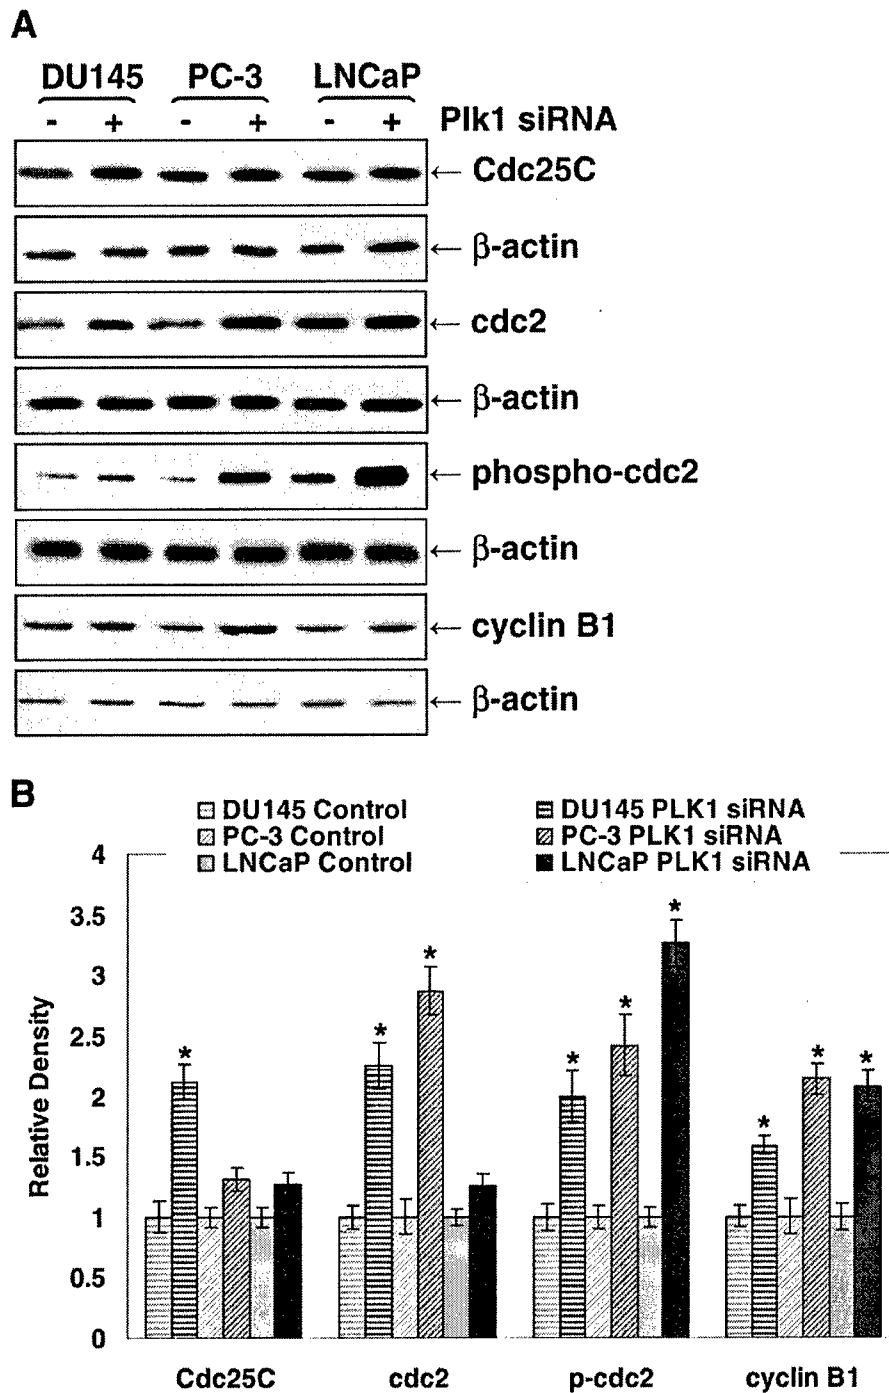 A
DU145 PC-3 LNCaP
- + - + - + Plk1 siRNA
← Cdc25C
← β-actin
← cdc2
← β-actin
← phospho-cdc2
← β-actin
← cyclin B1
← β-actin
B
DU145 Control DU145 PLK1 siRNA
PC-3 Control PC-3 PLK1 siRNA
LNCaP Control LNCaP PLK1 siRNA
Relative Density
4
3.5
3
2.5
2
1.5
1
0.5
0
* * * * * * * * *
Cdc25C cdc2 p-cdc2 cyclin B1